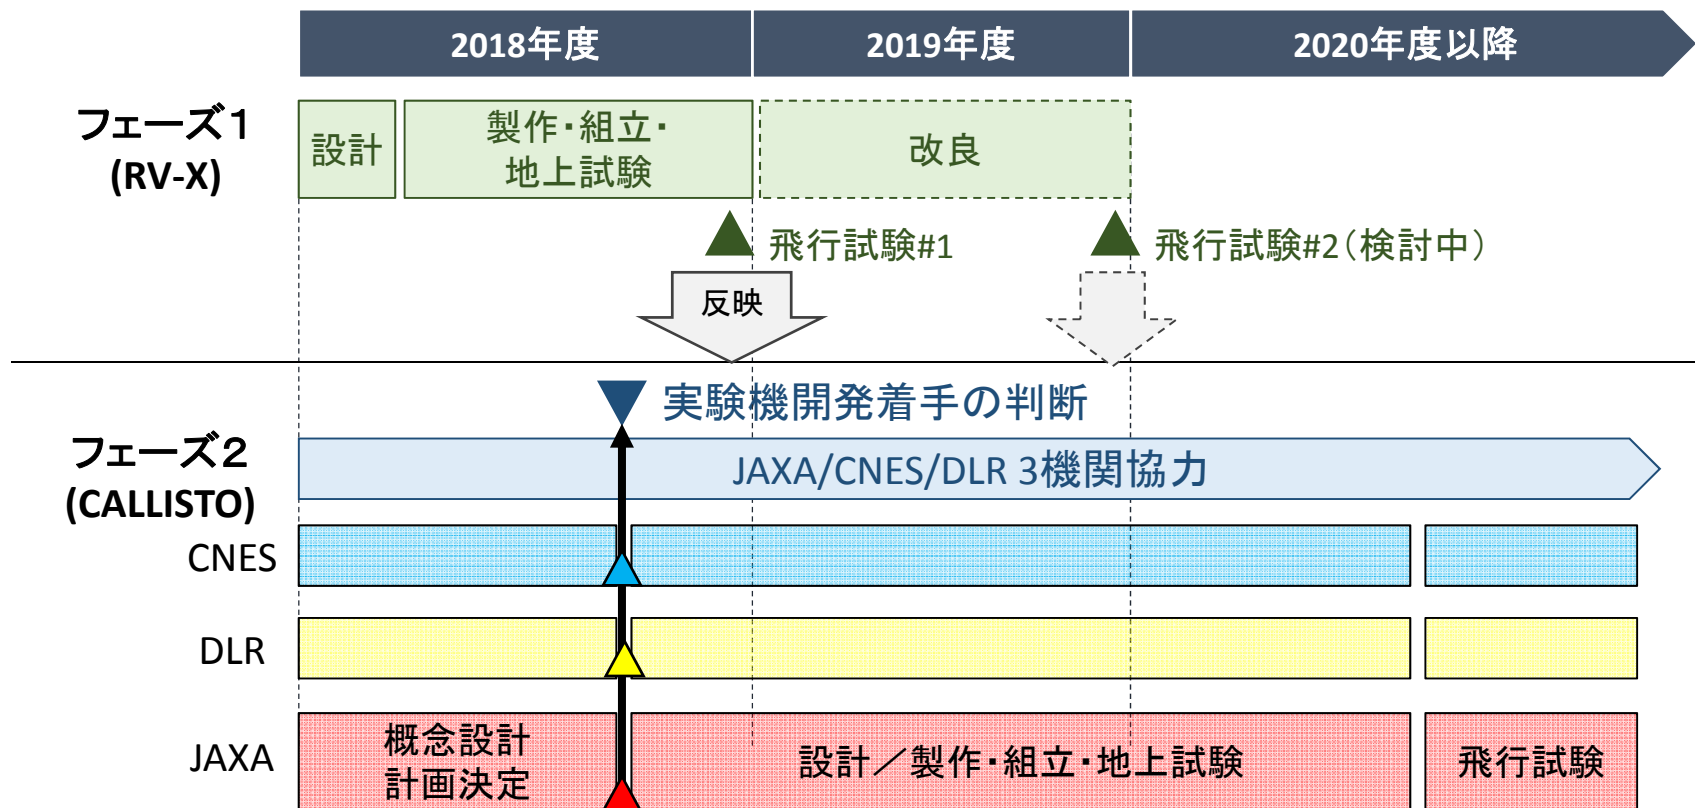 2018年度
2019年度
2020年度以降
フェーズ1
(RV-X)
設計
製作・組立・
地上試験
改良
飛行試験#1
飛行試験#2(検討中)
反映
実験機開発着手の判断
フェーズ2
(CALLISTO)
JAXA/CNES/DLR 3機関協力
CNES
DLR
JAXA
概念設計
計画決定
設計／製作・組立・地上試験
飛行試験